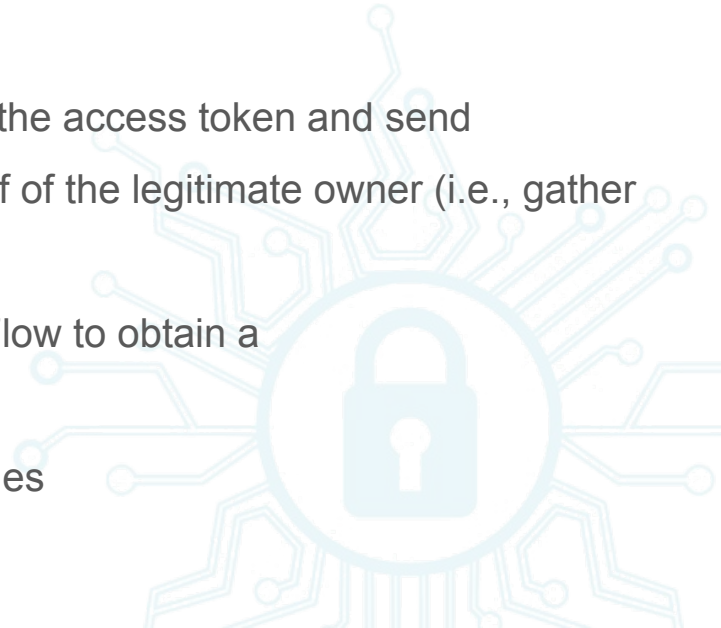 the access token and send
f of the legitimate owner (i.e., gather
low to obtain a
es